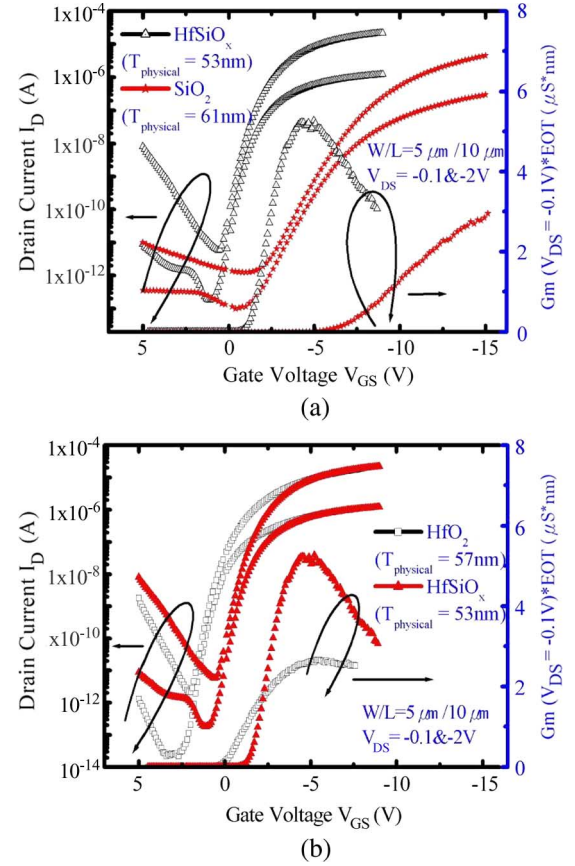 (a)
HfSiOx
(Tphysical = 53nm)
SiO2
(Tphysical = 61nm)
W/L=5 μm /10 μm
VDS= -0.1&-2V
1x10-4
1x10-6
1x10-8
1x10-10
1x10-12
Drain Current ID (A)
8
6
4
2
0
Gm (VDS= -0.1V)*EOT (μS*nm)
5 0 -5 -10 -15
Gate Voltage VGS (V)
(a)
1x10-4
1x10-6
1x10-8
x10-10
1x10-12
10-14
Drain Current ID (A)
HfO2
(Tphysical = 57nm)
HfSiOx
(Tphysical = 53nm)
W/L=5 μm /10 μm
VDS= -0.1&-2V
8
6
4
2
0
Gm (VDS= -0.1V)*EOT (μS*nm)
5 0 -5 -10 -15
Gate Voltage VGS (V)
(b)